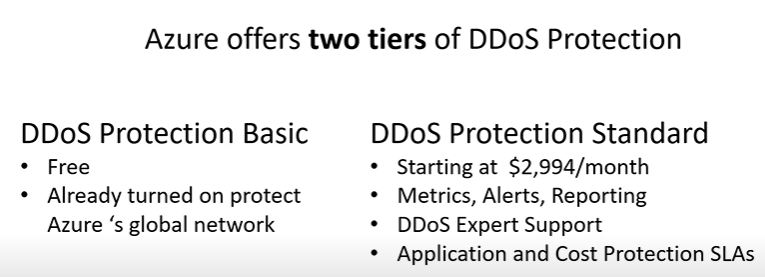 Azure offers two tiers of DDoS Protection
DDoS Protection Basic
• Free
• Already turned on protect
Azure ‘s global network
DDoS Protection Standard
• Starting at $2,994/month
• Metrics, Alerts, Reporting
• DDoS Expert Support
• Application and Cost Protection SLAs